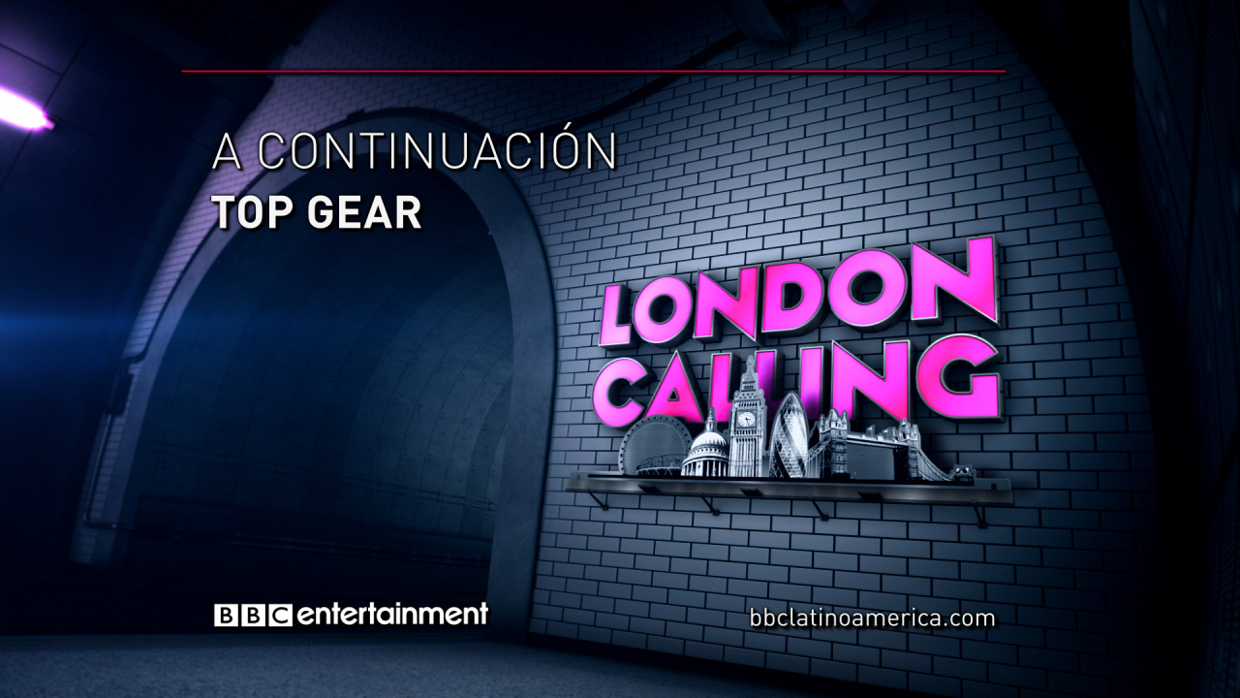 A CONTINUACIÓN
TOP GEAR
LONDON
CALLING
BBC entertainment
bbclatinoamerica.com